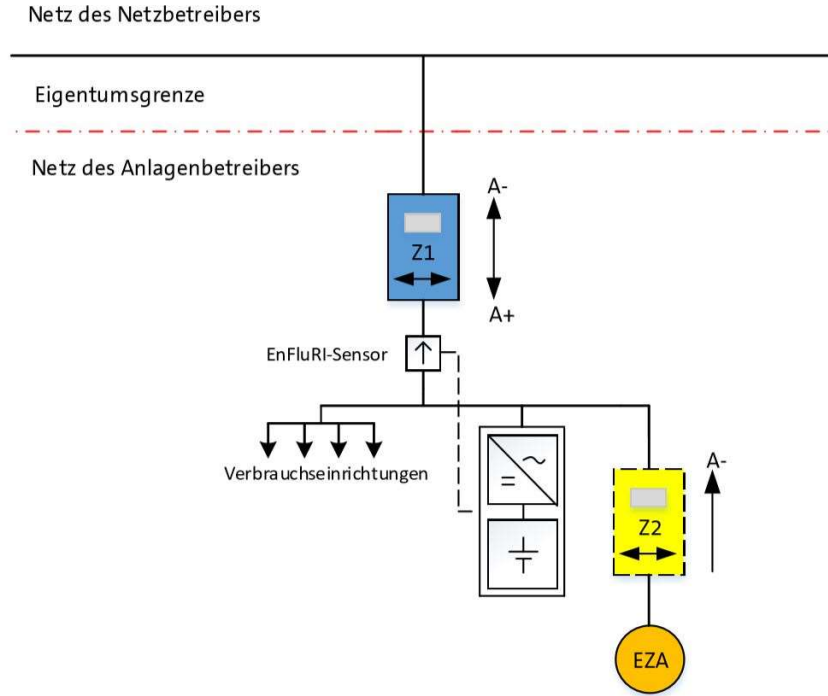 Netz des Netzbetreibers
Eigentumsgrenze
Netz des Anlagenbetreibers
A-
Z1
A+
EnFluRI-Sensor
Verbrauchseinrichtungen
A-
Z2
EZA